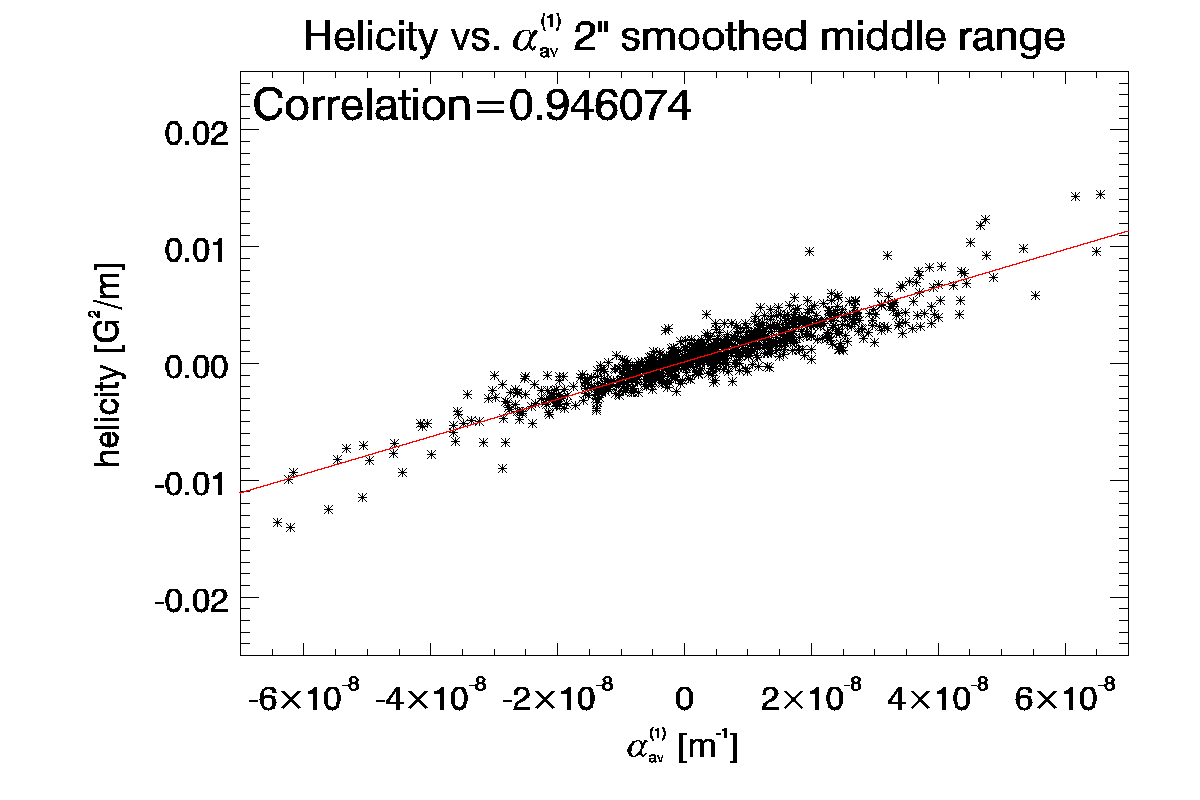 Helicity vs. α_av^(1) 2" smoothed middle range
Correlation=0.946074
0.02
0.01
0.00
-0.01
-0.02
helicity [G²/m]
-6×10⁻⁸ -4×10⁻⁸ -2×10⁻⁸ 0 2×10⁻⁸ 4×10⁻⁸ 6×10⁻⁸
α_av^(1) [m⁻¹]